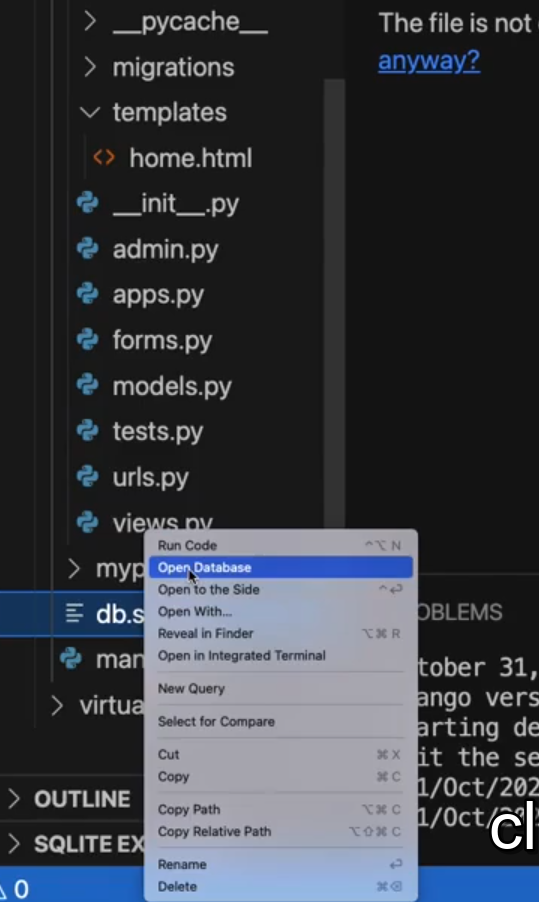 __pycache__
The file is not
migrations
anyway?
templates
<> home.html
__init__.py
admin.py
apps.py
forms.py
models.py
tests.py
urls.py
views.py
Run Code ^⌥ N
myp
Open Database
Open to the Side ^↩
db.s
Open With...
OBLEMS
Reveal in Finder ⌥⌘ R
man
Open in Integrated Terminal
tober 31,
New Query
ango vers
virtua
Select for Compare
arting de
Cut ⌘ X
it the se
Copy ⌘ C
1/Oct/202
OUTLINE
Copy Path ⌥⌘ C
1/Oct/
cl
Copy Relative Path ⌥⇧⌘ C
SQLITE EX
Rename ↩
0
Delete ⌘⌫